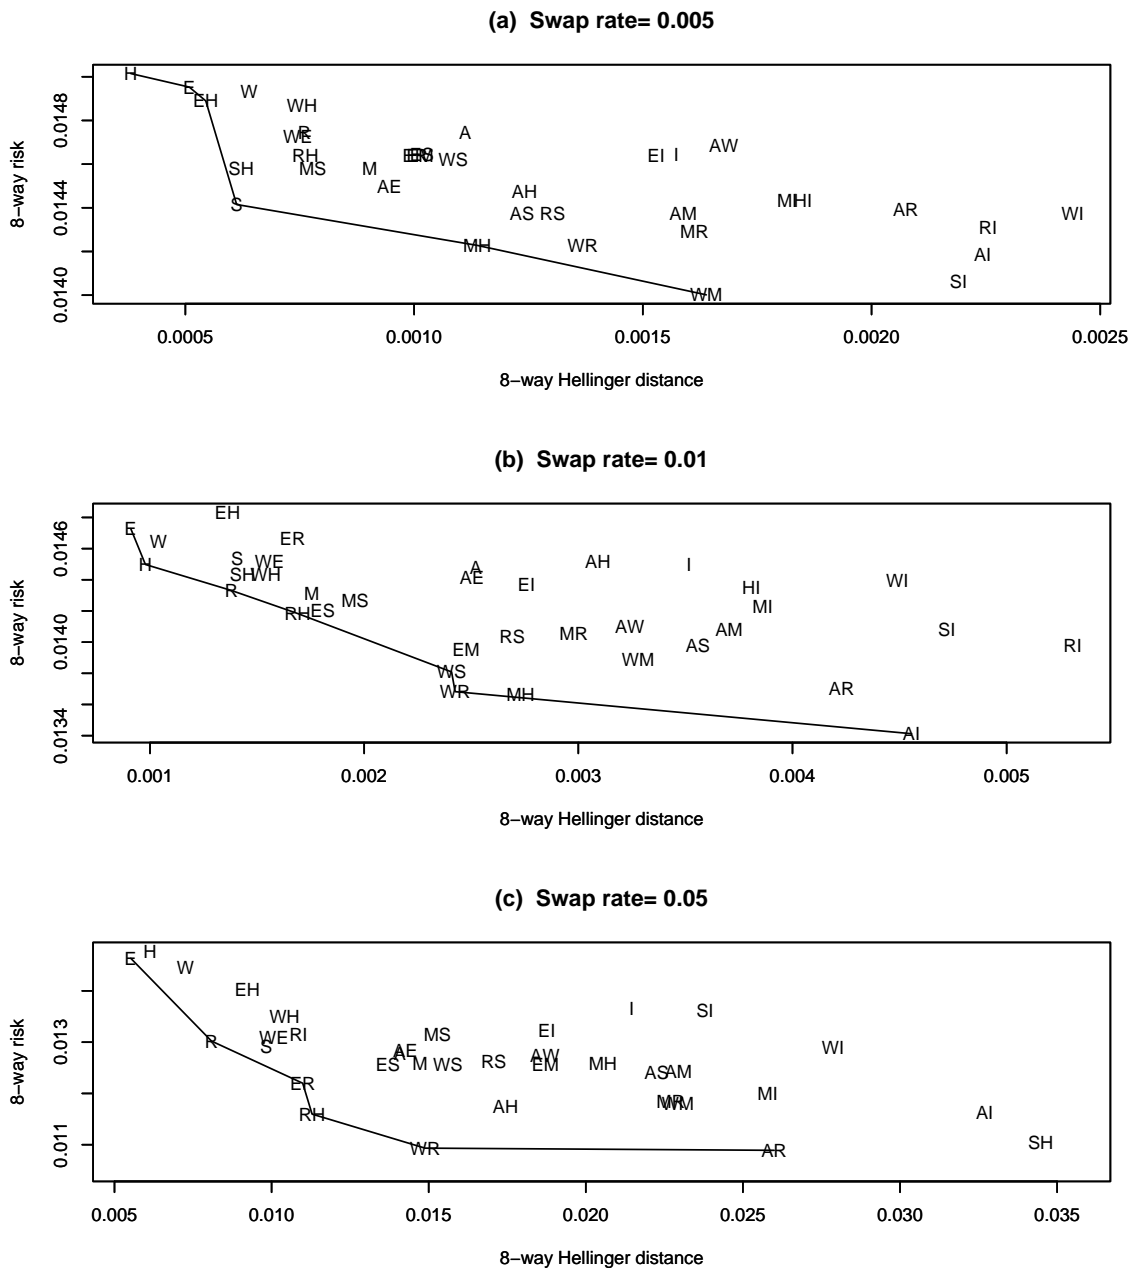 (a)  Swap rate= 0.005
8−way risk
0.0148
0.0144
0.0140
H
E
EH
W
WH
R
WE
RH
SH
MS
M
AE
A
WS
S
MH
AH
AS RS
WR
EI
I
AW
AM
MR
WM
MI
HI
AR
WI
RI
AI
SI
0.0005 0.0010 0.0015 0.0020 0.0025
8−way Hellinger distance
(b)  Swap rate= 0.01
8−way risk
0.0146
0.0140
0.0134
EH
E
W
ER
H
S
WE
SH
WH
R
M
RH
ES
MS
A
AE
EI
AH
I
HI
MI
WI
EM
RS
MR
AW
WM
AS
AM
SI
RI
WS
WR
MH
AR
AI
0.001 0.002 0.003 0.004 0.005
8−way Hellinger distance
(c)  Swap rate= 0.05
8−way risk
0.013
0.011
E
H
W
EH
WH
WE
RI
S
R
ER
RH
MS
AE
A
ES
M
WS
RS
AH
EI
AW
EM
MH
I
SI
AS
AM
MR
WM
MI
WI
AI
SH
WR
AR
0.005 0.010 0.015 0.020 0.025 0.030 0.035
8−way Hellinger distance